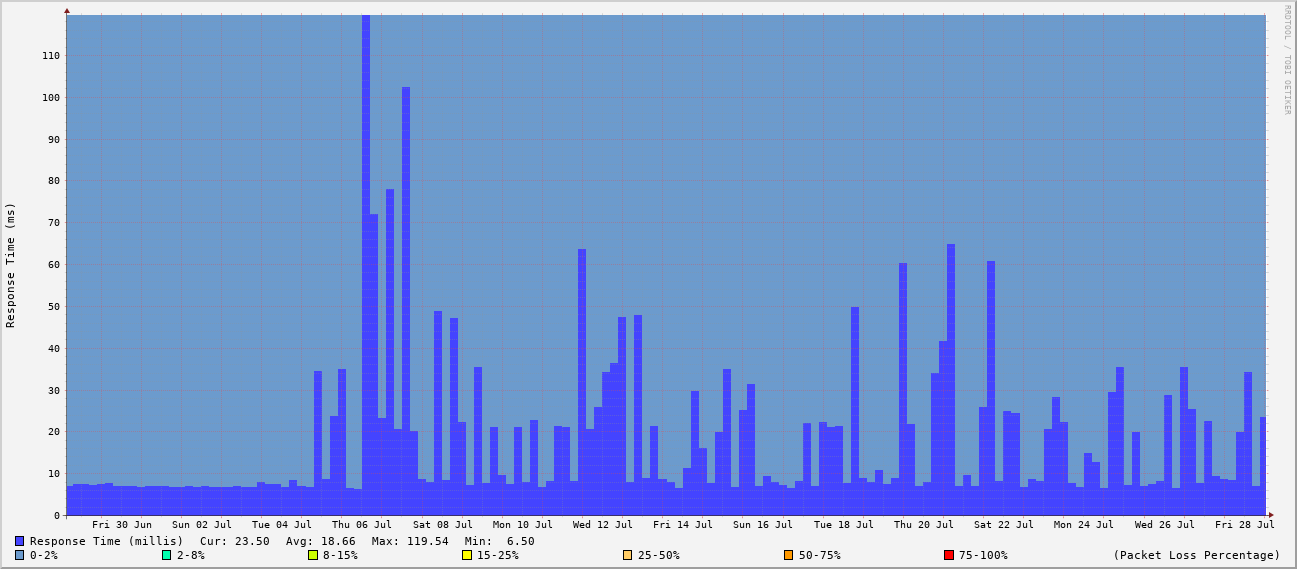 RRDTOOL / TOBI OETIKER
Response Time (ms)
110
100
90
80
70
60
50
40
30
20
10
0
Fri 30 Jun Sun 02 Jul Tue 04 Jul Thu 06 Jul Sat 08 Jul Mon 10 Jul Wed 12 Jul Fri 14 Jul Sun 16 Jul Tue 18 Jul Thu 20 Jul Sat 22 Jul Mon 24 Jul Wed 26 Jul Fri 28 Jul
Response Time (millis) Cur: 23.50 Avg: 18.66 Max: 119.54 Min: 6.50
0-2% 2-8% 8-15% 15-25% 25-50% 50-75% 75-100% (Packet Loss Percentage)